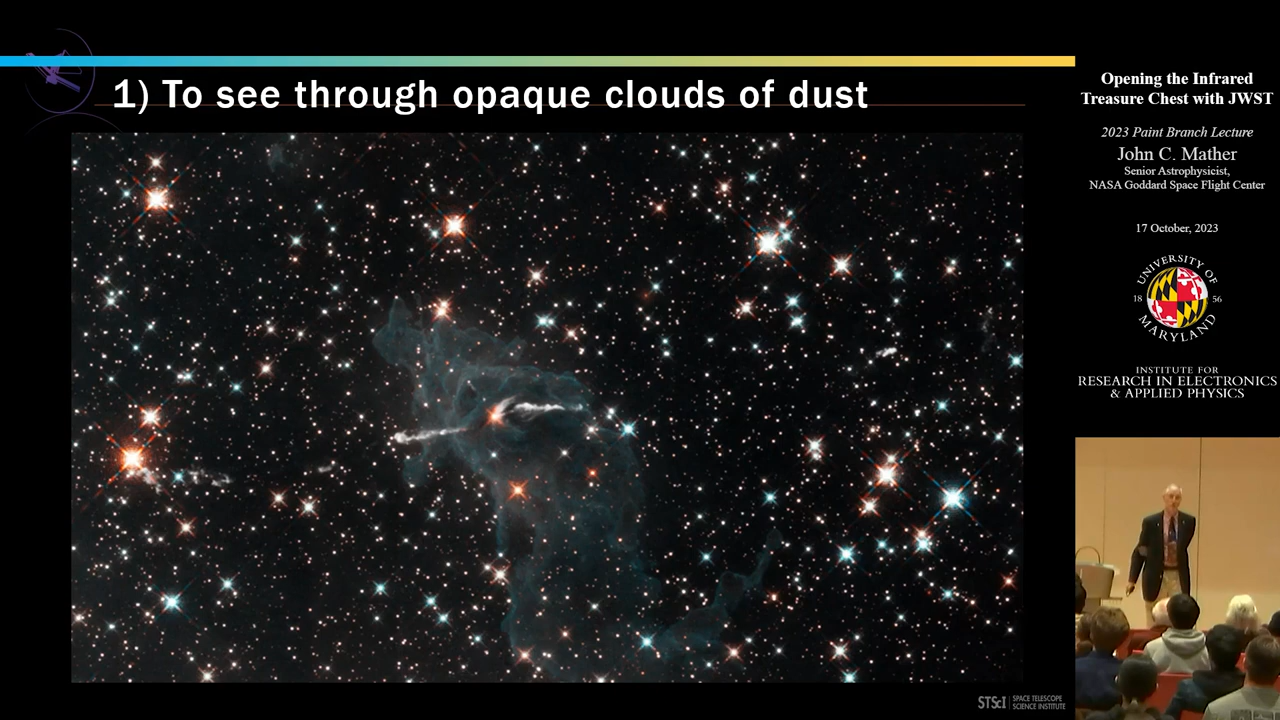 1) To see through opaque clouds of dust
Opening the Infrared
Treasure Chest with JWST
2023 Paint Branch Lecture
John C. Mather
Senior Astrophysicist,
NASA Goddard Space Flight Center
17 October, 2023
UNIVERSITY OF
18 56
MARYLAND
INSTITUTE FOR
RESEARCH IN ELECTRONICS
& APPLIED PHYSICS
STScI | SPACE TELESCOPE
SCIENCE INSTITUTE